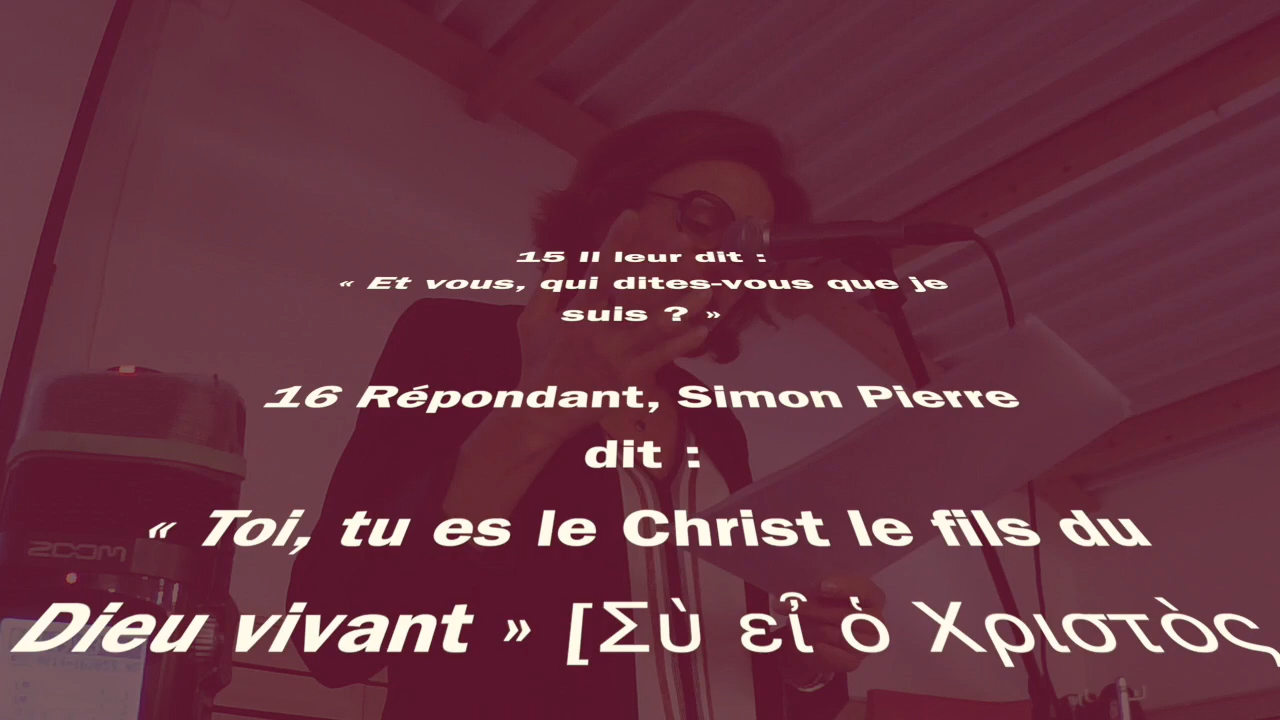 15 Il leur dit :
« Et vous, qui dites-vous que je
suis ? »
16 Répondant, Simon Pierre
dit :
« Toi, tu es le Christ le fils du
Dieu vivant » [Σὺ εἶ ὁ Χριστὸς
zoom